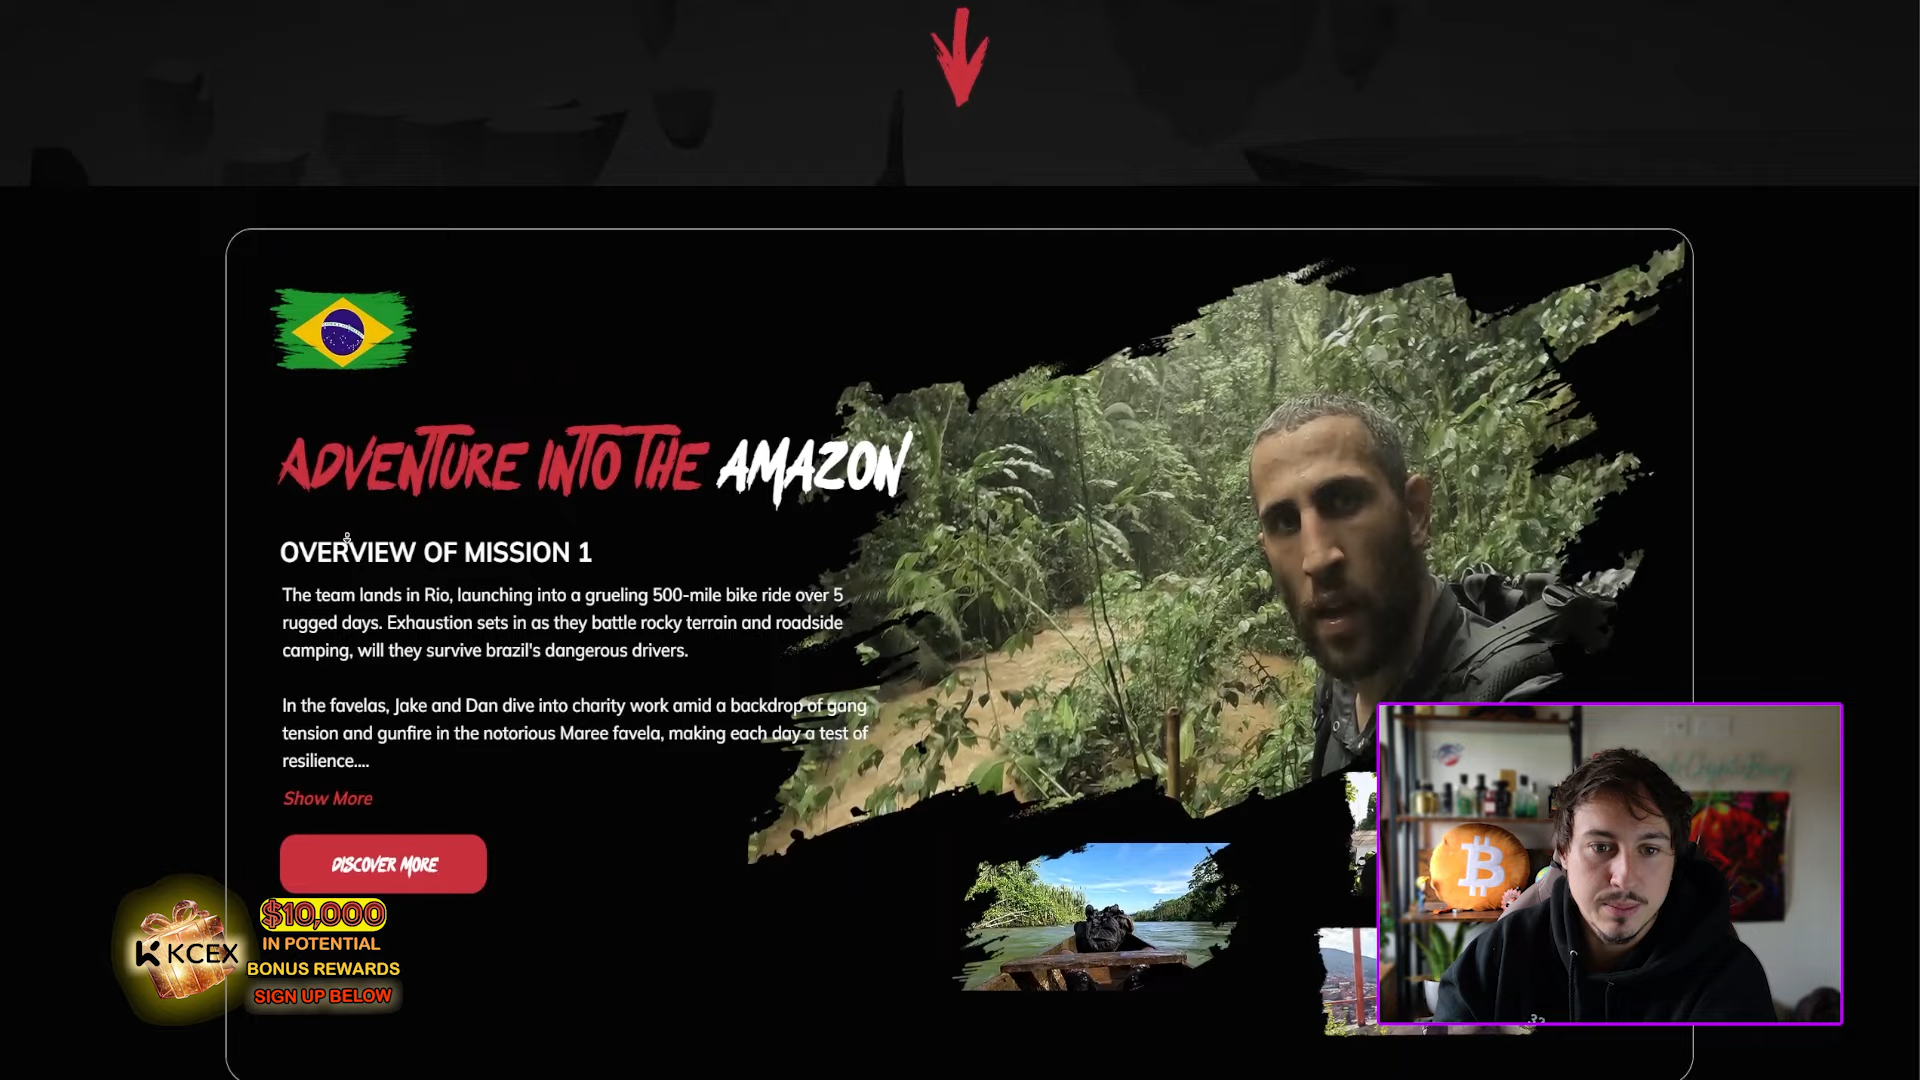 ADVENTURE INTO THE AMAZON
OVERVIEW OF MISSION 1
The team lands in Rio, launching into a grueling 500-mile bike ride over 5
rugged days. Exhaustion sets in as they battle rocky terrain and roadside
camping, will they survive brazil's dangerous drivers.
In the favelas, Jake and Dan dive into charity work amid a backdrop of gang
tension and gunfire in the notorious Maree favela, making each day a test of
resilience....
Show More
DISCOVER MORE
KCEX
$10,000
IN POTENTIAL
BONUS REWARDS
SIGN UP BELOW